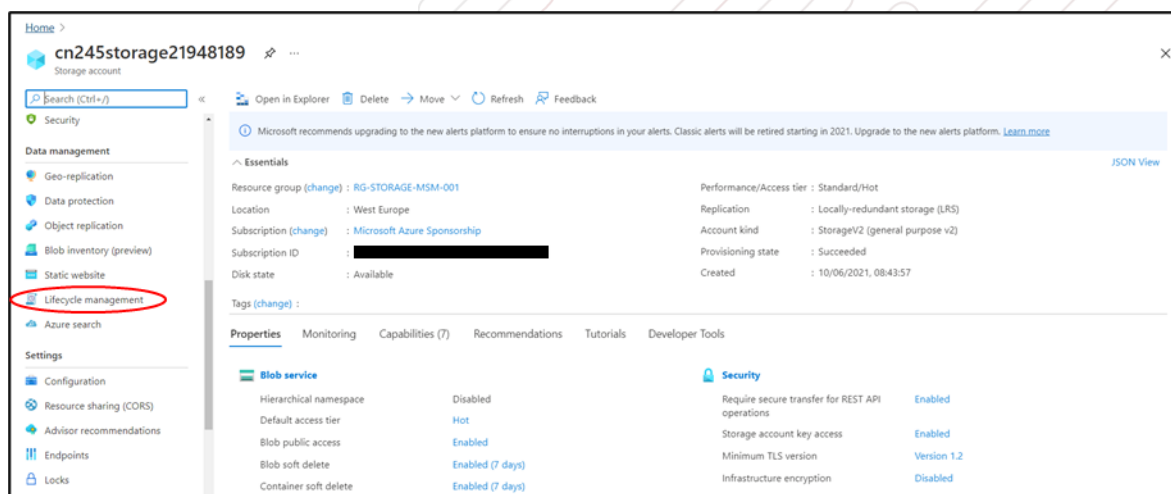 Home >
cn245storage21948189 ...
Storage account
Search (Ctrl+/) «
Open in Explorer Delete Move Refresh Feedback
Security
Data management
Geo-replication
Data protection
Object replication
Blob inventory (preview)
Static website
Lifecycle management
Azure search
Settings
Configuration
Resource sharing (CORS)
Advisor recommendations
Endpoints
Locks
Microsoft recommends upgrading to the new alerts platform to ensure no interruptions in your alerts. Classic alerts will be retired starting in 2021. Upgrade to the new alerts platform. Learn more
Essentials JSON View
Resource group (change) : RG-STORAGE-MSM-001
Location : West Europe
Subscription (change) : Microsoft Azure Sponsorship
Subscription ID :
Disk state : Available
Performance/Access tier : Standard/Hot
Replication : Locally-redundant storage (LRS)
Account kind : StorageV2 (general purpose v2)
Provisioning state : Succeeded
Created : 10/06/2021, 08:43:57
Tags (change) :
Properties Monitoring Capabilities (7) Recommendations Tutorials Developer Tools
Blob service
Hierarchical namespace Disabled
Default access tier Hot
Blob public access Enabled
Blob soft delete Enabled (7 days)
Container soft delete Enabled (7 days)
Security
Require secure transfer for REST API Enabled
operations
Storage account key access Enabled
Minimum TLS version Version 1.2
Infrastructure encryption Disabled